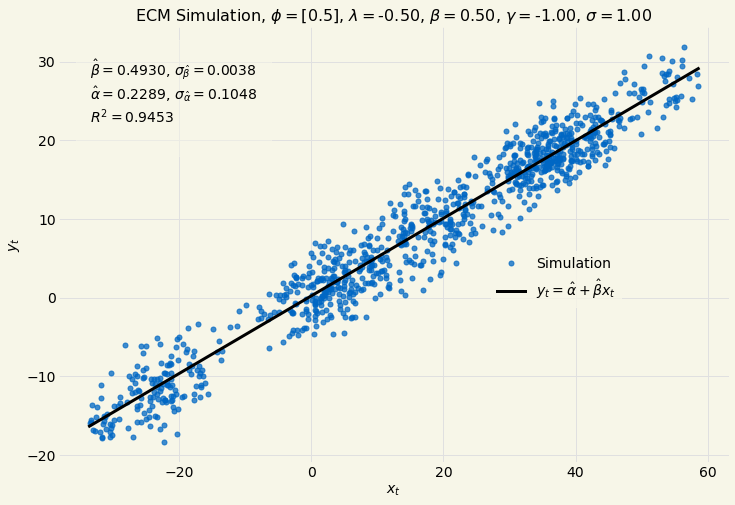 ECM Simulation, ϕ = [0.5], λ = -0.50, β = 0.50, γ = -1.00, σ = 1.00
β̂ = 0.4930, σ_β̂ = 0.0038
α̂ = 0.2289, σ_α̂ = 0.1048
R² = 0.9453
30
20
10
0
−10
−20
y_t
Simulation
y_t = α̂ + β̂x_t
−20 0 20 40 60
x_t